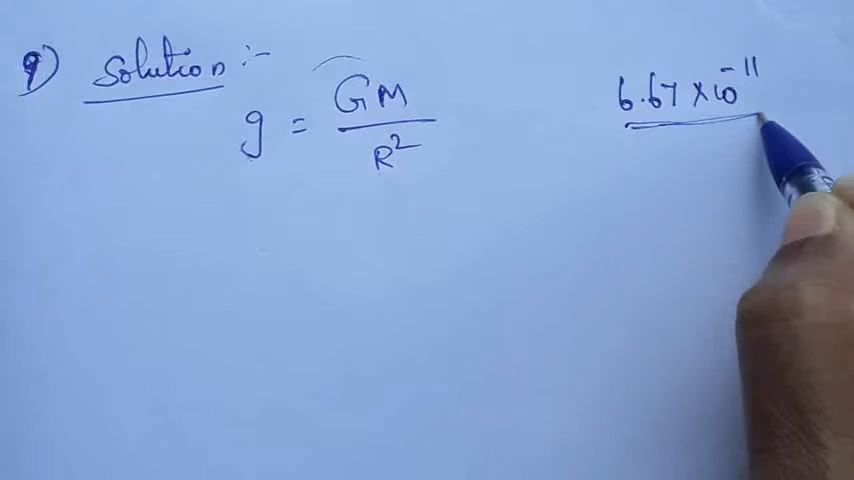 9) Solution :-
g = GM / R²
6.67 × 10⁻¹¹